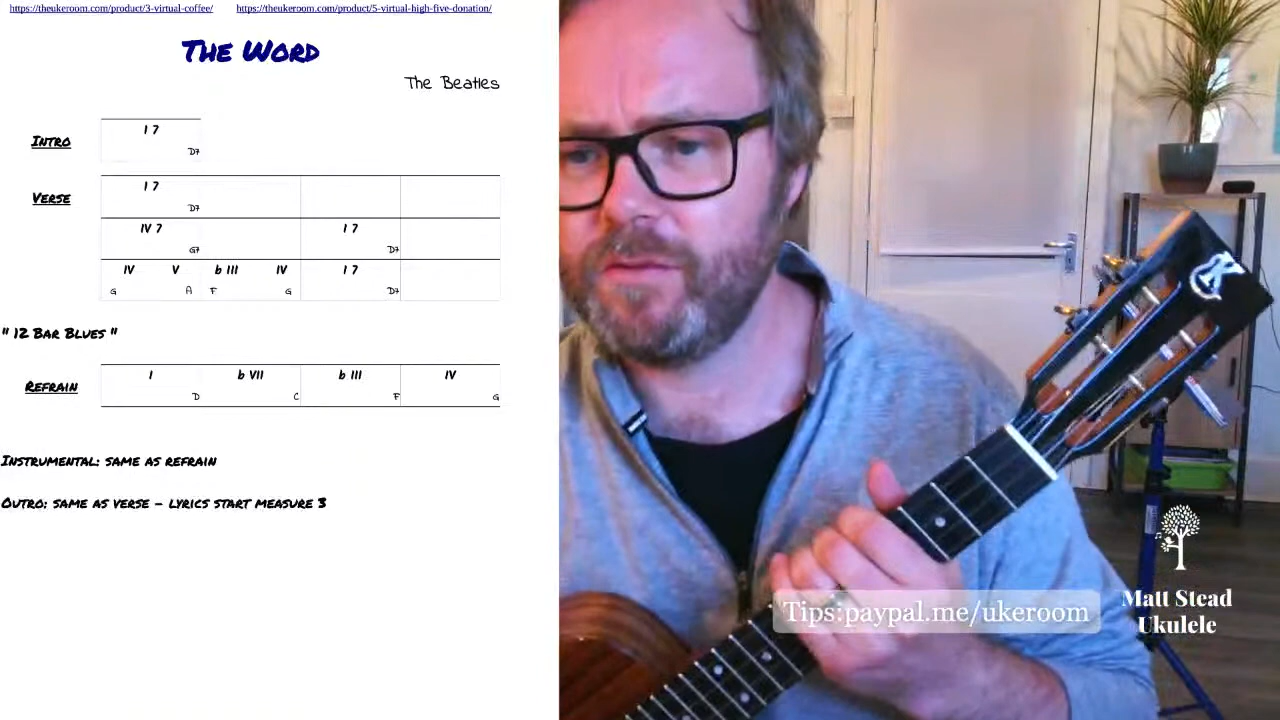 https://theukeroom.com/product/3-virtual-coffee/ https://theukeroom.com/product/5-virtual-high-five-donation/
The Word
The Beatles
Intro
I 7
D7
Verse
I 7
D7
IV 7 I 7
G7 D7
IV V b III IV I 7
G A F G D7
" 12 Bar Blues "
Refrain
I b VII b III IV
D C F G
Instrumental: same as refrain
Outro: same as verse - lyrics start measure 3
K
Tips:paypal.me/ukeroom
Matt Stead
Ukulele